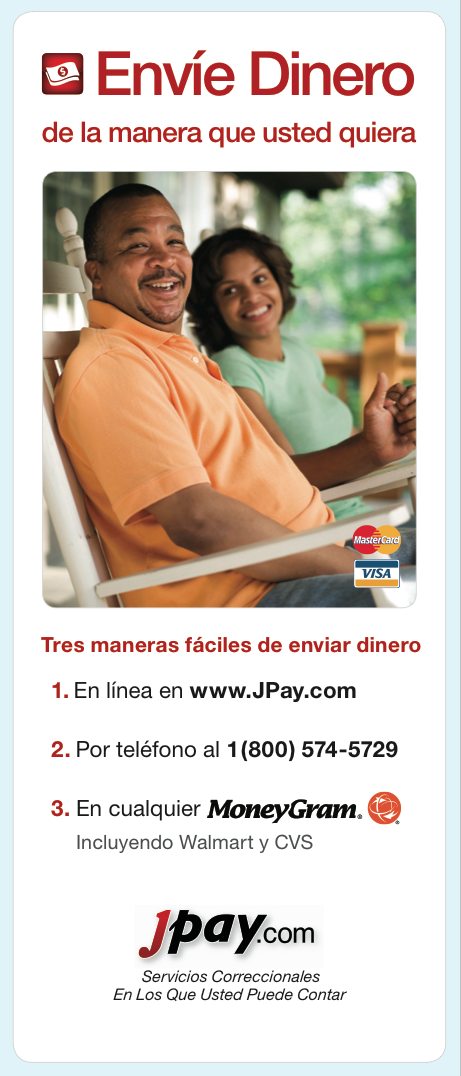 Envíe Dinero
de la manera que usted quiera
MasterCard
VISA
Tres maneras fáciles de enviar dinero
1. En línea en www.JPay.com
2. Por teléfono al 1(800) 574-5729
3. En cualquier MoneyGram.®
Incluyendo Walmart y CVS
Jpay.com
Servicios Correccionales
En Los Que Usted Puede Contar